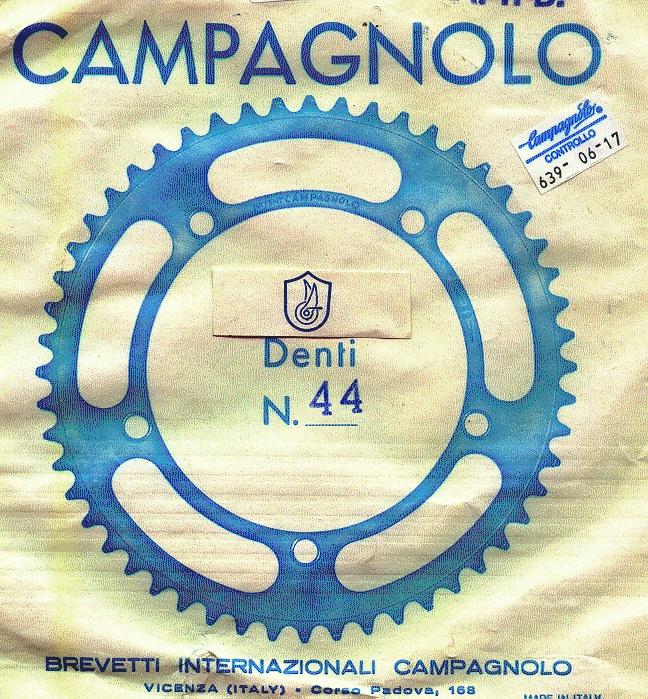 CAMPAGNOLO
Campagnolo
CONTROLLO
639- 06-17
CAMPAGNOLO
Denti
N. 44
BREVETTI INTERNAZIONALI CAMPAGNOLO
VICENZA (ITALY) • Corso Padova, 168
MADE IN ITALY